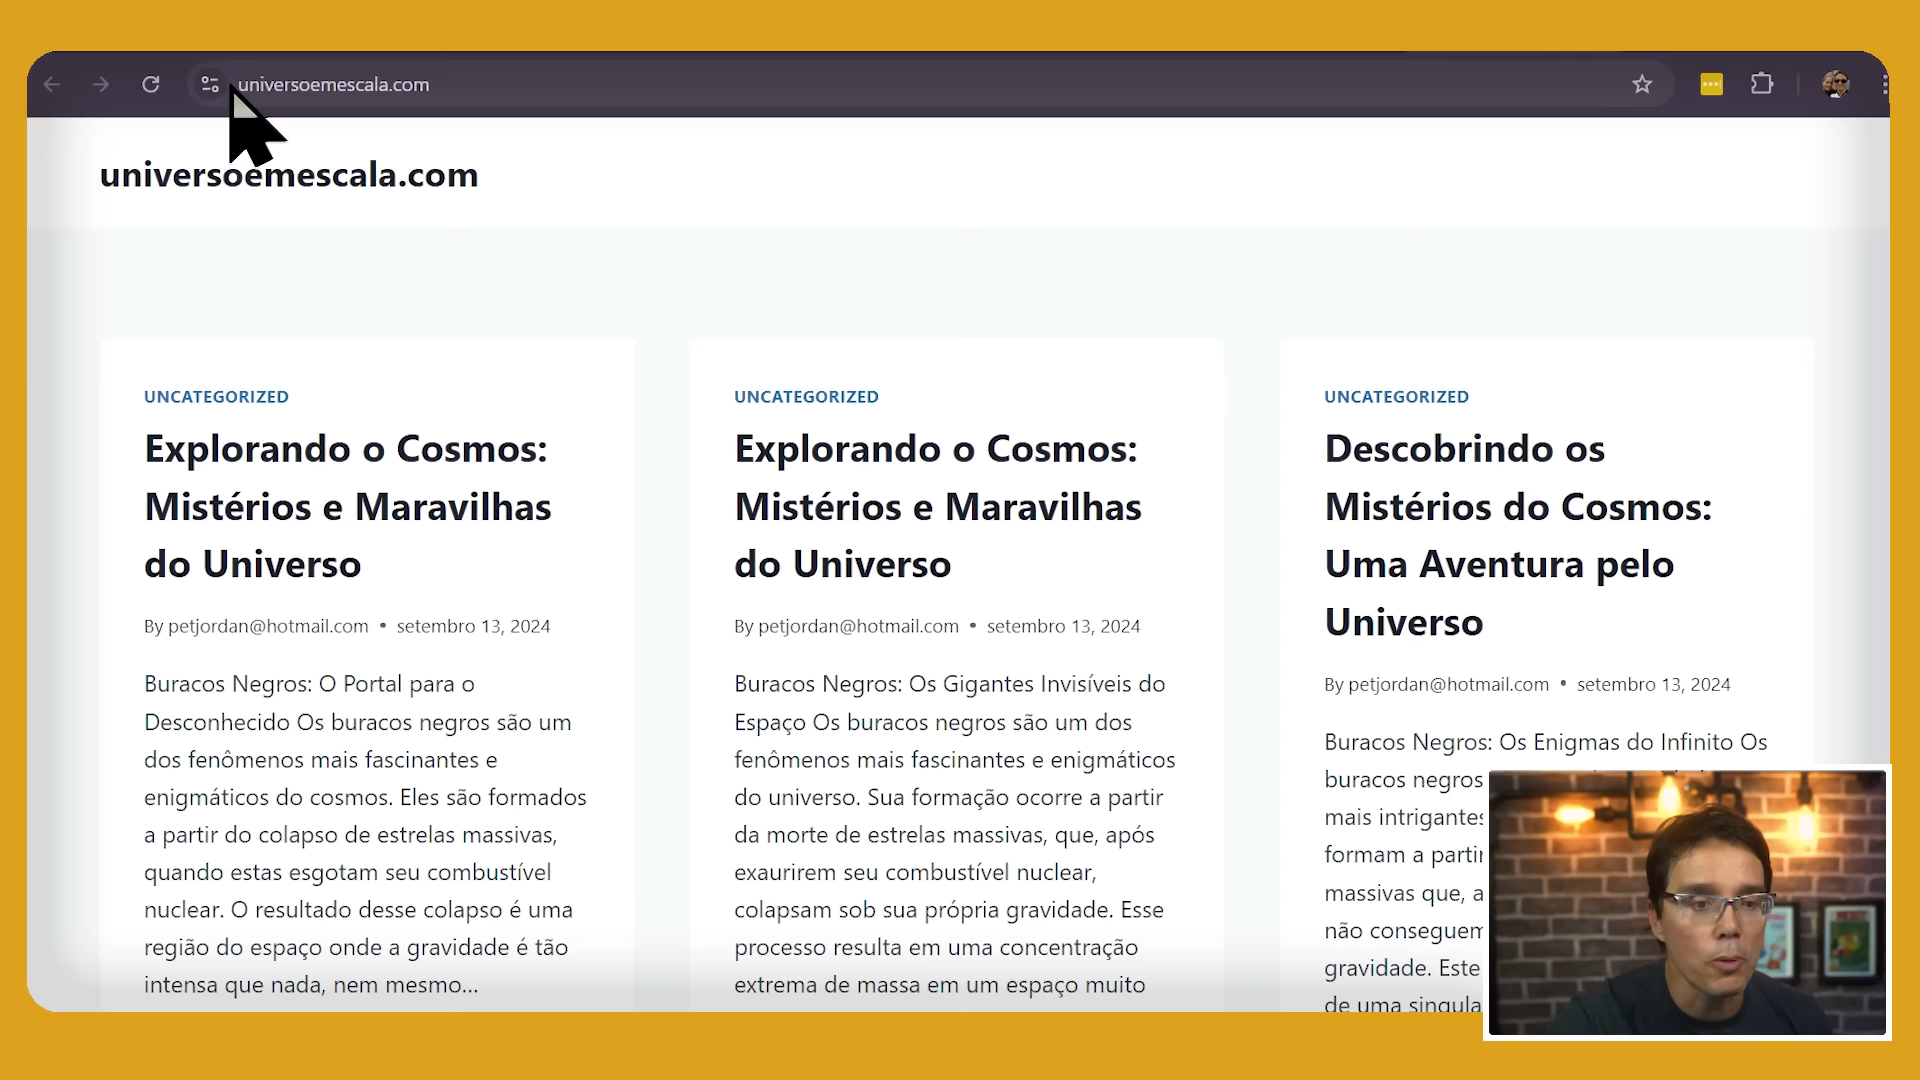 universoemescala.com
universoemescala.com
UNCATEGORIZED
Explorando o Cosmos:
Mistérios e Maravilhas
do Universo
By petjordan@hotmail.com • setembro 13, 2024
Buracos Negros: O Portal para o
Desconhecido Os buracos negros são um
dos fenômenos mais fascinantes e
enigmáticos do cosmos. Eles são formados
a partir do colapso de estrelas massivas,
quando estas esgotam seu combustível
nuclear. O resultado desse colapso é uma
região do espaço onde a gravidade é tão
intensa que nada, nem mesmo...
UNCATEGORIZED
Explorando o Cosmos:
Mistérios e Maravilhas
do Universo
By petjordan@hotmail.com • setembro 13, 2024
Buracos Negros: Os Gigantes Invisíveis do
Espaço Os buracos negros são um dos
fenômenos mais fascinantes e enigmáticos
do universo. Sua formação ocorre a partir
da morte de estrelas massivas, que, após
exaurirem seu combustível nuclear,
colapsam sob sua própria gravidade. Esse
processo resulta em uma concentração
extrema de massa em um espaço muito
UNCATEGORIZED
Descobrindo os
Mistérios do Cosmos:
Uma Aventura pelo
Universo
By petjordan@hotmail.com • setembro 13, 2024
Buracos Negros: Os Enigmas do Infinito Os
buracos negros
mais intrigantes
formam a partir
massivas que, a
não conseguem
gravidade. Este
de uma singula